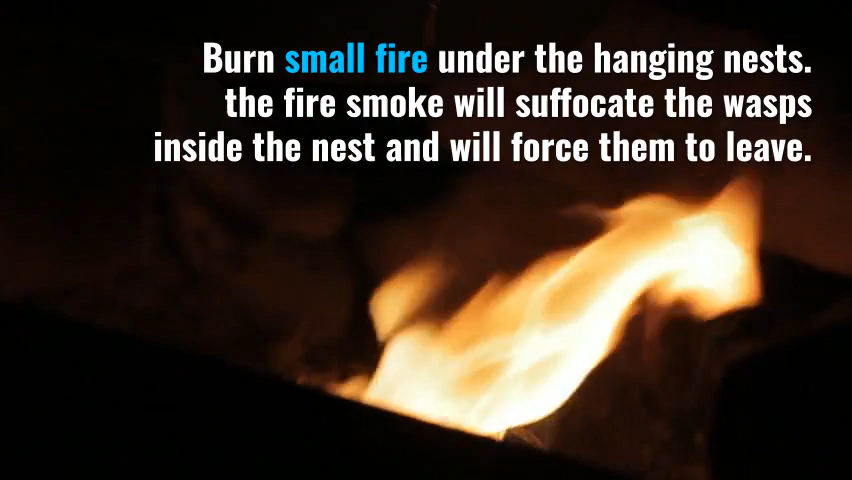 Burn small fire under the hanging nests.
the fire smoke will suffocate the wasps
inside the nest and will force them to leave.